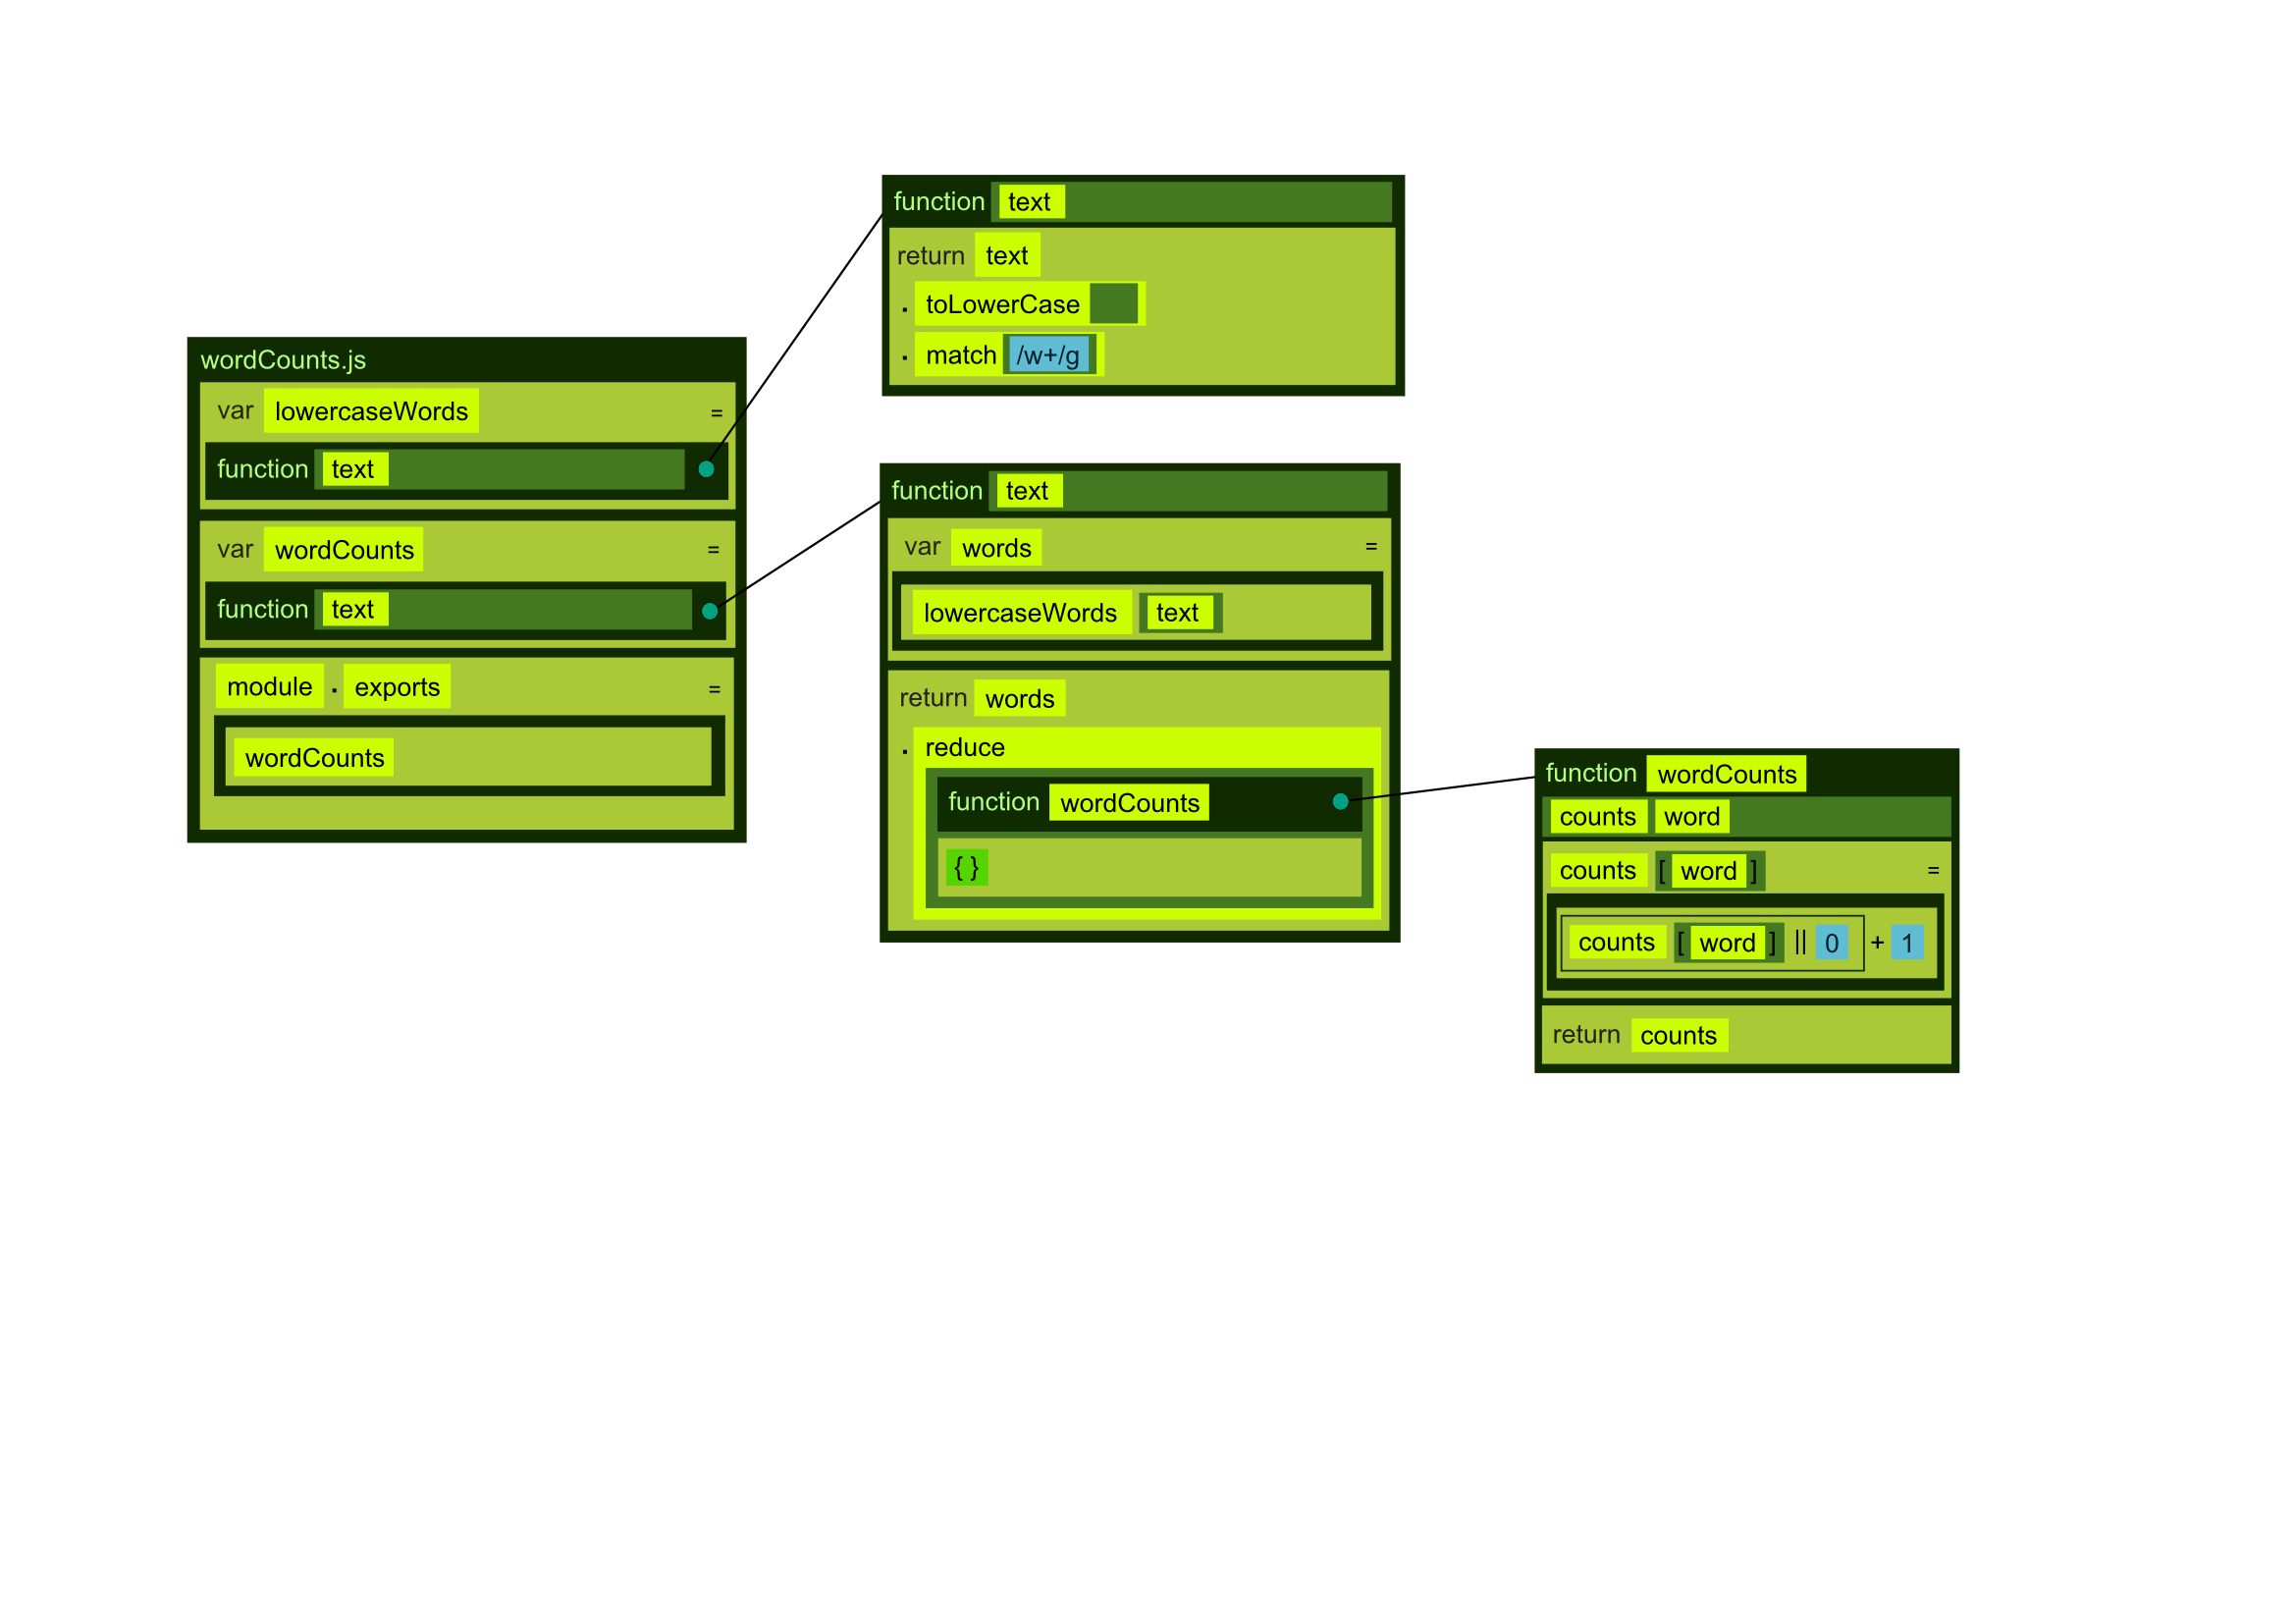 wordCounts.js
var lowercaseWords =
function text
var wordCounts =
function text
module . exports =
wordCounts
function text
return text
. toLowerCase
. match /w+/g
function text
var words =
lowercaseWords text
return words
. reduce
function wordCounts
{ }
function wordCounts
counts word
counts [ word ] =
counts [ word ] || 0 + 1
return counts